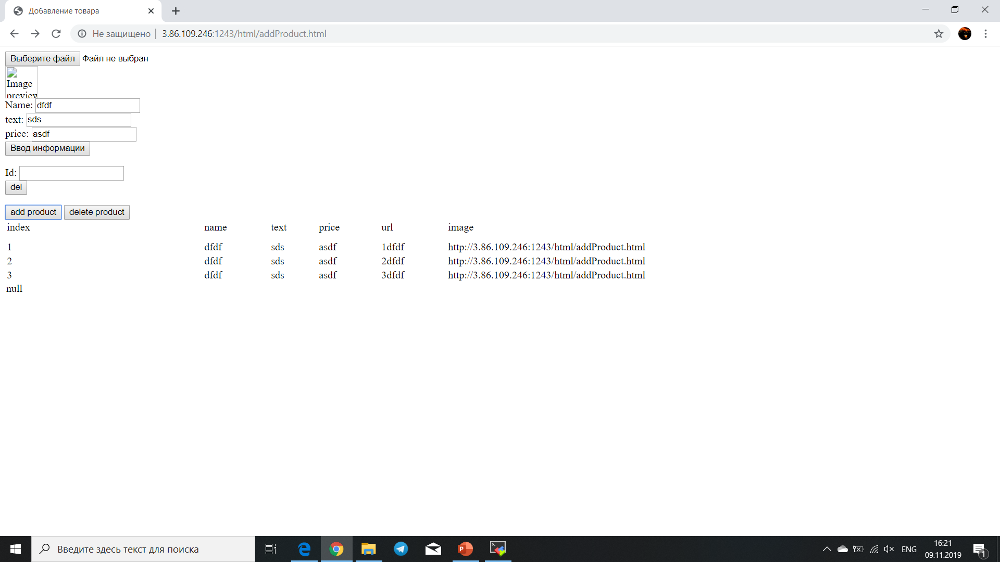 Добавление товара
Не защищено | 3.86.109.246:1243/html/addProduct.html
Выберите файл Файл не выбран
Image
preview
Name: dfdf
text: sds
price: asdf
Ввод информации
Id:
del
add product delete product
index name text price url image
1 dfdf sds asdf 1dfdf http://3.86.109.246:1243/html/addProduct.html
2 dfdf sds asdf 2dfdf http://3.86.109.246:1243/html/addProduct.html
3 dfdf sds asdf 3dfdf http://3.86.109.246:1243/html/addProduct.html
null
Введите здесь текст для поиска
P
ENG
16:21
09.11.2019
1